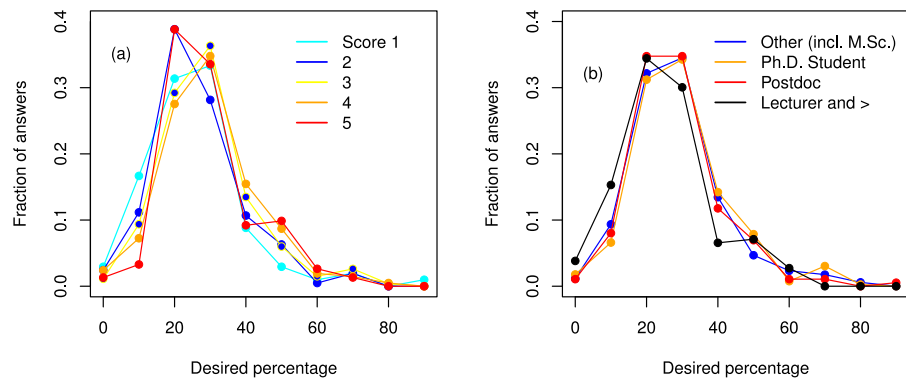 (a)
Score 1
2
3
4
5
Fraction of answers
0.0 0.1 0.2 0.3 0.4
0 20 40 60 80
Desired percentage
(b)
Other (incl. M.Sc.)
Ph.D. Student
Postdoc
Lecturer and >
Fraction of answers
0.0 0.1 0.2 0.3 0.4
0 20 40 60 80
Desired percentage